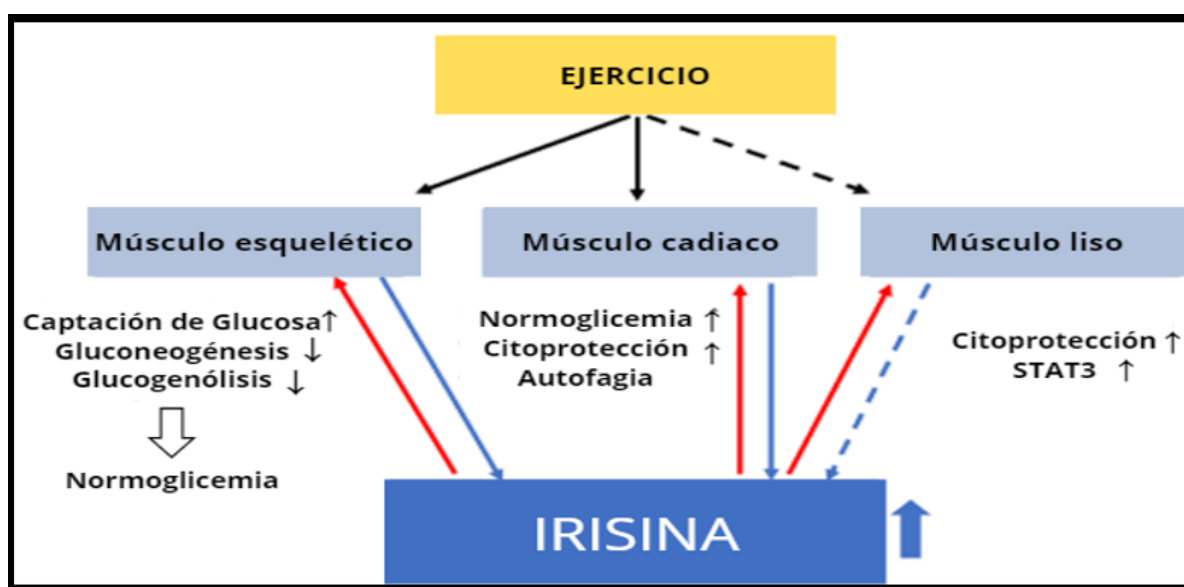 EJERCICIO
Músculo esquelético
Músculo cadiaco
Músculo liso
Captación de Glucosa↑
Gluconeogénesis ↓
Glucogenólisis ↓
Normoglicemia
Normoglicemia ↑
Citoprotección ↑
Autofagia
Citoprotección ↑
STAT3 ↑
IRISINA